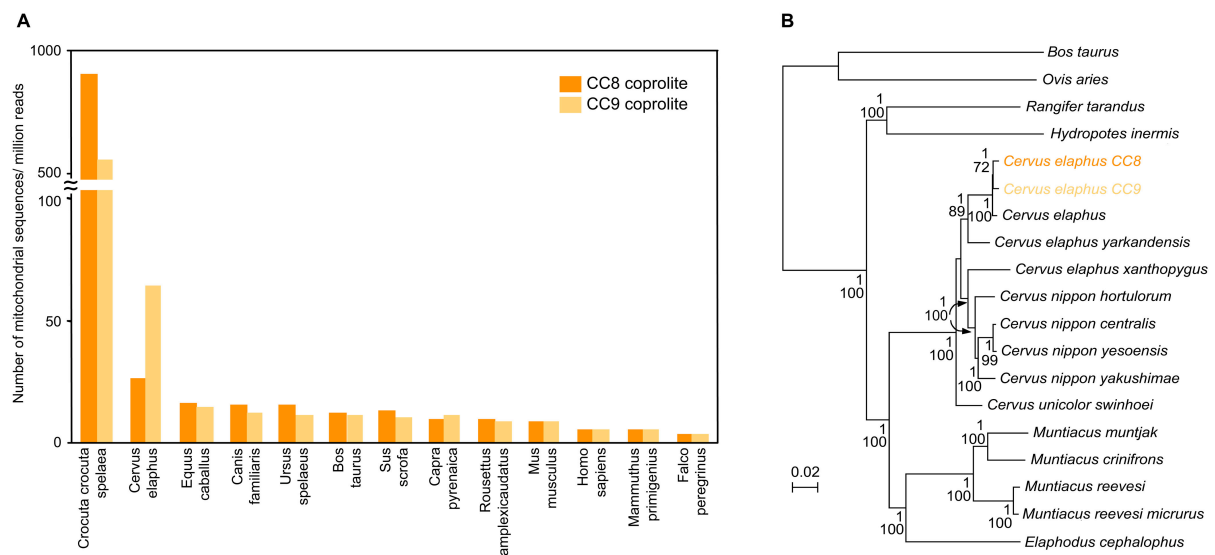 A
Number of mitochondrial sequences/ million reads
1000
500
≈
≈
100
50
0
CC8 coprolite
CC9 coprolite
Crocuta crocuta
spelaea
Cervus
elaphus
Equus
caballus
Canis
familiaris
Ursus
spelaeus
Bos
taurus
Sus
scrofa
Capra
pyrenaica
Rousettus
amplexicaudatus
Mus
musculus
Homo
sapiens
Mammuthus
primigenius
Falco
peregrinus
B
Bos taurus
Ovis aries
Rangifer tarandus
1
100
Hydropotes inermis
Cervus elaphus CC8
1
72
Cervus elaphus CC9
1
100
Cervus elaphus
1
89
Cervus elaphus yarkandensis
Cervus elaphus xanthopygus
1
100
Cervus nippon hortulorum
1
100
Cervus nippon centralis
Cervus nippon yesoensis
1
99
Cervus nippon yakushimae
1
100
1
100
Cervus unicolor swinhoei
Muntiacus muntjak
1
100
Muntiacus crinifrons
1
100
Muntiacus reevesi
1
100
Muntiacus reevesi micrurus
1
100
1
100
Elaphodus cephalophus
0.02